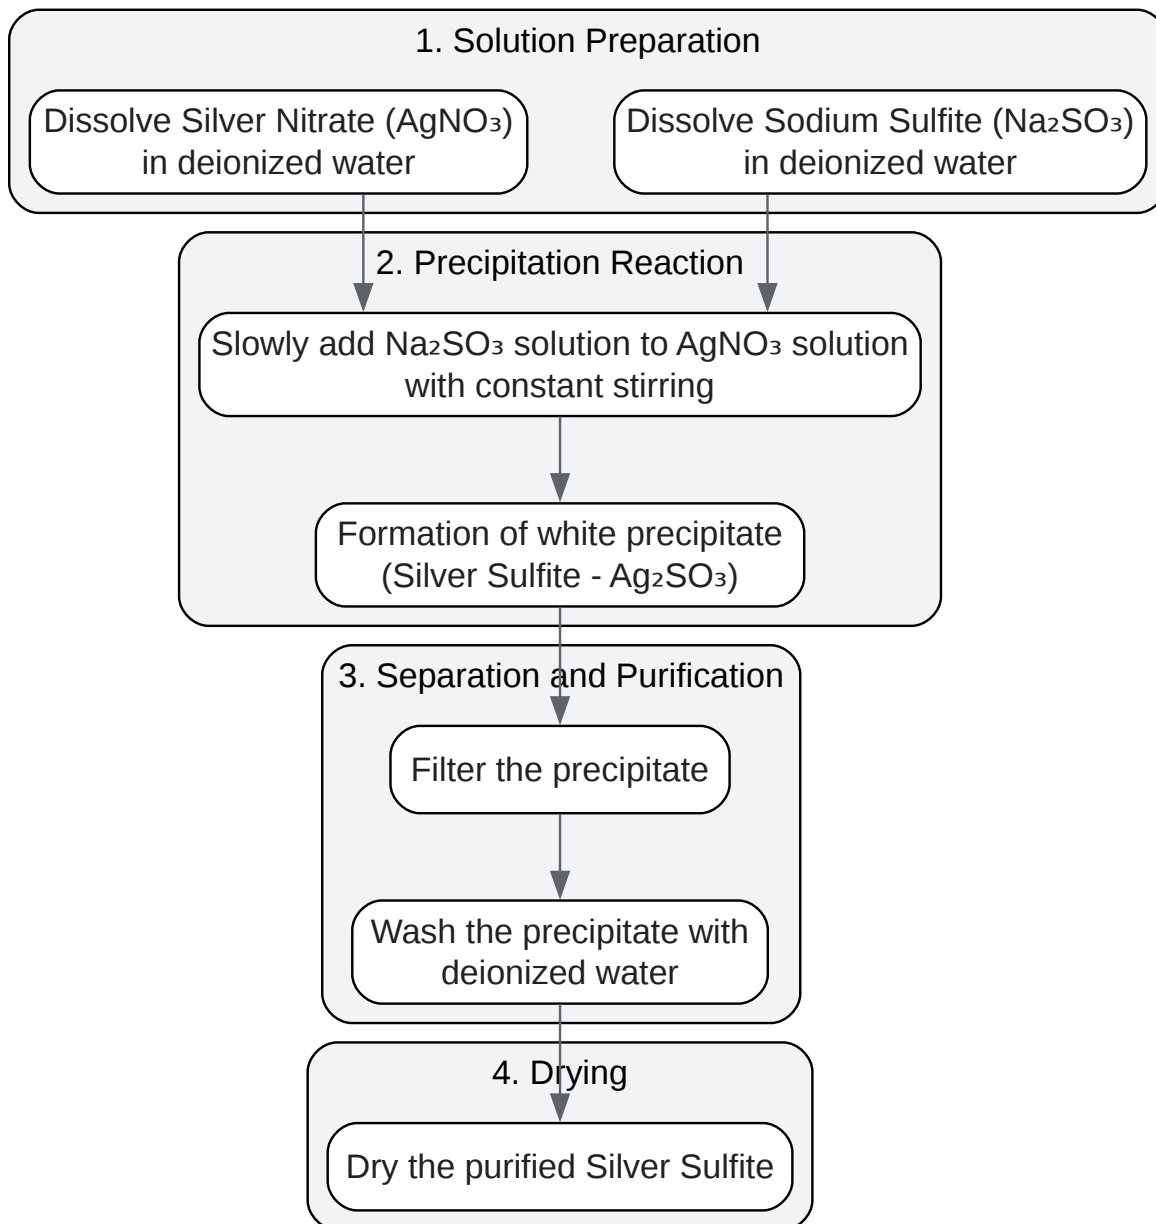 1. Solution Preparation
Dissolve Silver Nitrate (AgNO₃)
in deionized water
Dissolve Sodium Sulfite (Na₂SO₃)
in deionized water
2. Precipitation Reaction
Slowly add Na₂SO₃ solution to AgNO₃ solution
with constant stirring
Formation of white precipitate
(Silver Sulfite - Ag₂SO₃)
3. Separation and Purification
Filter the precipitate
Wash the precipitate with
deionized water
4. Drying
Dry the purified Silver Sulfite